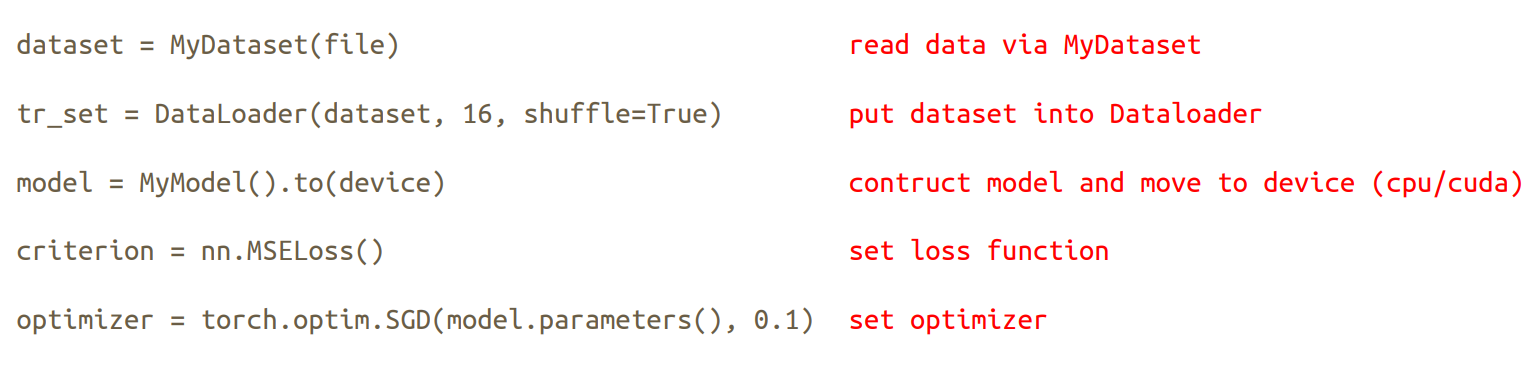 dataset = MyDataset(file) read data via MyDataset
tr_set = DataLoader(dataset, 16, shuffle=True) put dataset into Dataloader
model = MyModel().to(device) contruct model and move to device (cpu/cuda)
criterion = nn.MSELoss() set loss function
optimizer = torch.optim.SGD(model.parameters(), 0.1) set optimizer